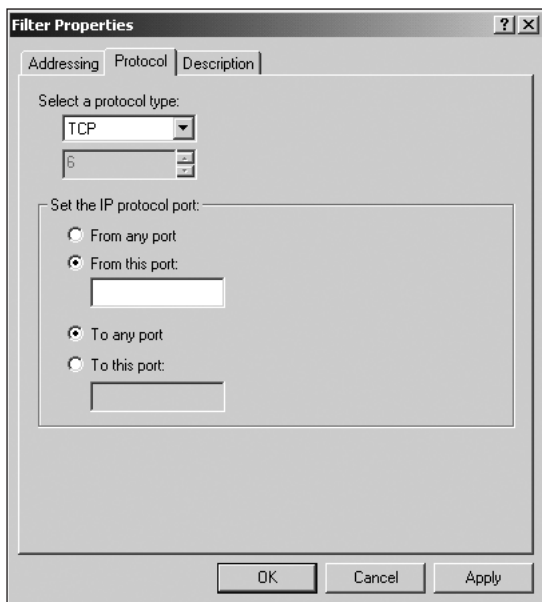 Filter Properties
Addressing Protocol Description
Select a protocol type:
TCP
6
Set the IP protocol port:
From any port
From this port:
To any port
To this port:
OK Cancel Apply